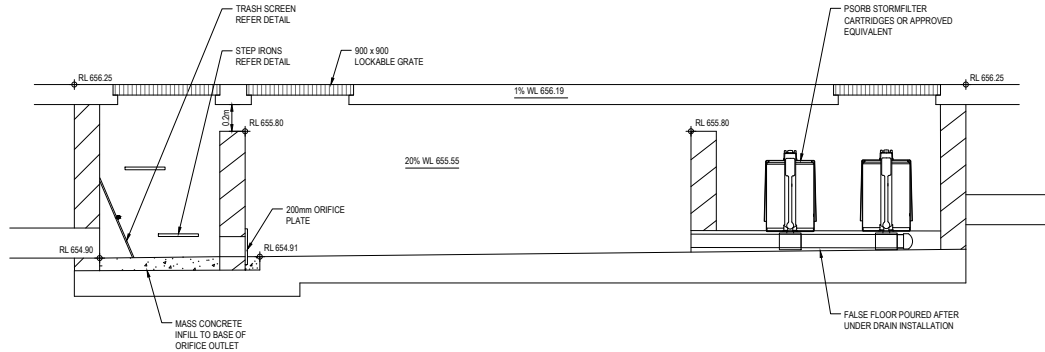 TRASH SCREEN
REFER DETAIL
STEP IRONS
REFER DETAIL
900 x 900
LOCKABLE GRATE
PSORB STORMFILTER
CARTRIDGES OR APPROVED
EQUIVALENT
RL 656.25
1% WL 656.19
RL 656.25
0.2m
RL 655.80
RL 655.80
20% WL 655.55
200mm ORIFICE
PLATE
RL 654.90
RL 654.91
MASS CONCRETE
INFILL TO BASE OF
ORIFICE OUTLET
FALSE FLOOR POURED AFTER
UNDER DRAIN INSTALLATION